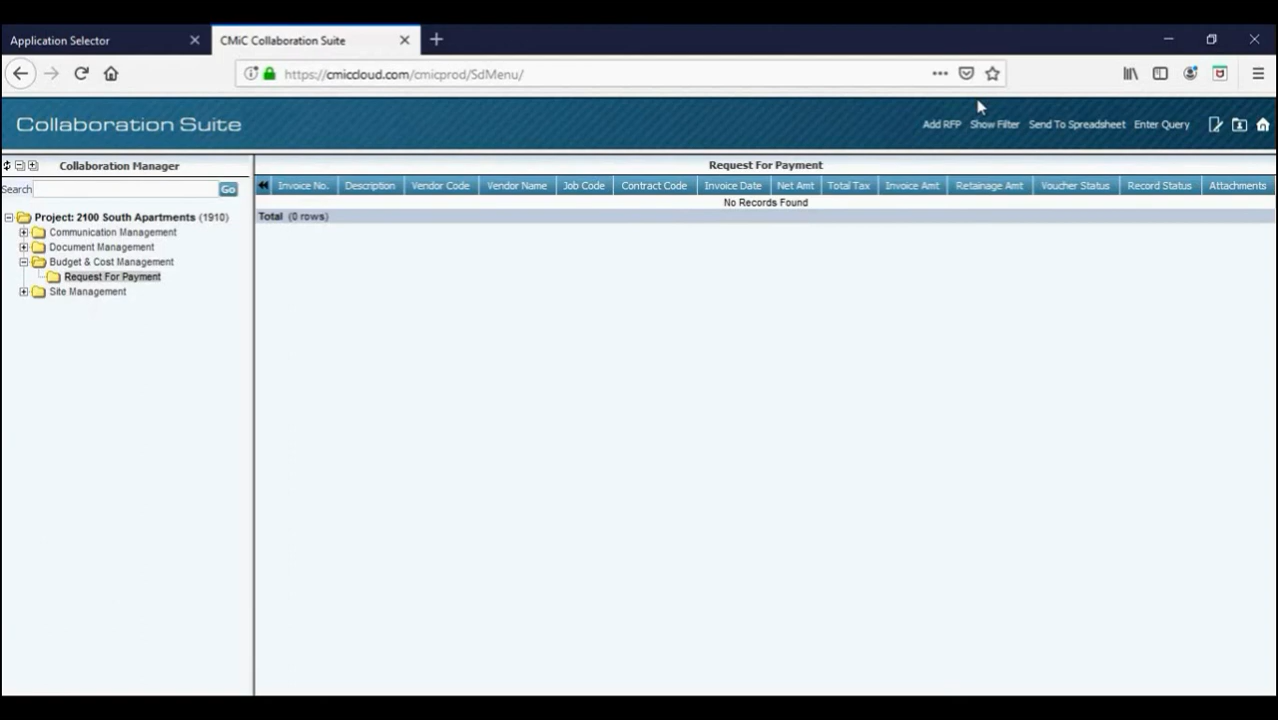 Application Selector
CMiC Collaboration Suite
https://cmiccloud.com/cmicprod/SdMenu/
Collaboration Suite
Add RFP Show Filter Send To Spreadsheet Enter Query
Collaboration Manager
Search Go
Project: 2100 South Apartments (1910)
Communication Management
Document Management
Budget & Cost Management
Request For Payment
Site Management
Request For Payment
Invoice No. Description Vendor Code Vendor Name Job Code Contract Code Invoice Date Net Amt Total Tax Invoice Amt Retainage Amt Voucher Status Record Status Attachments
No Records Found
Total (0 rows)